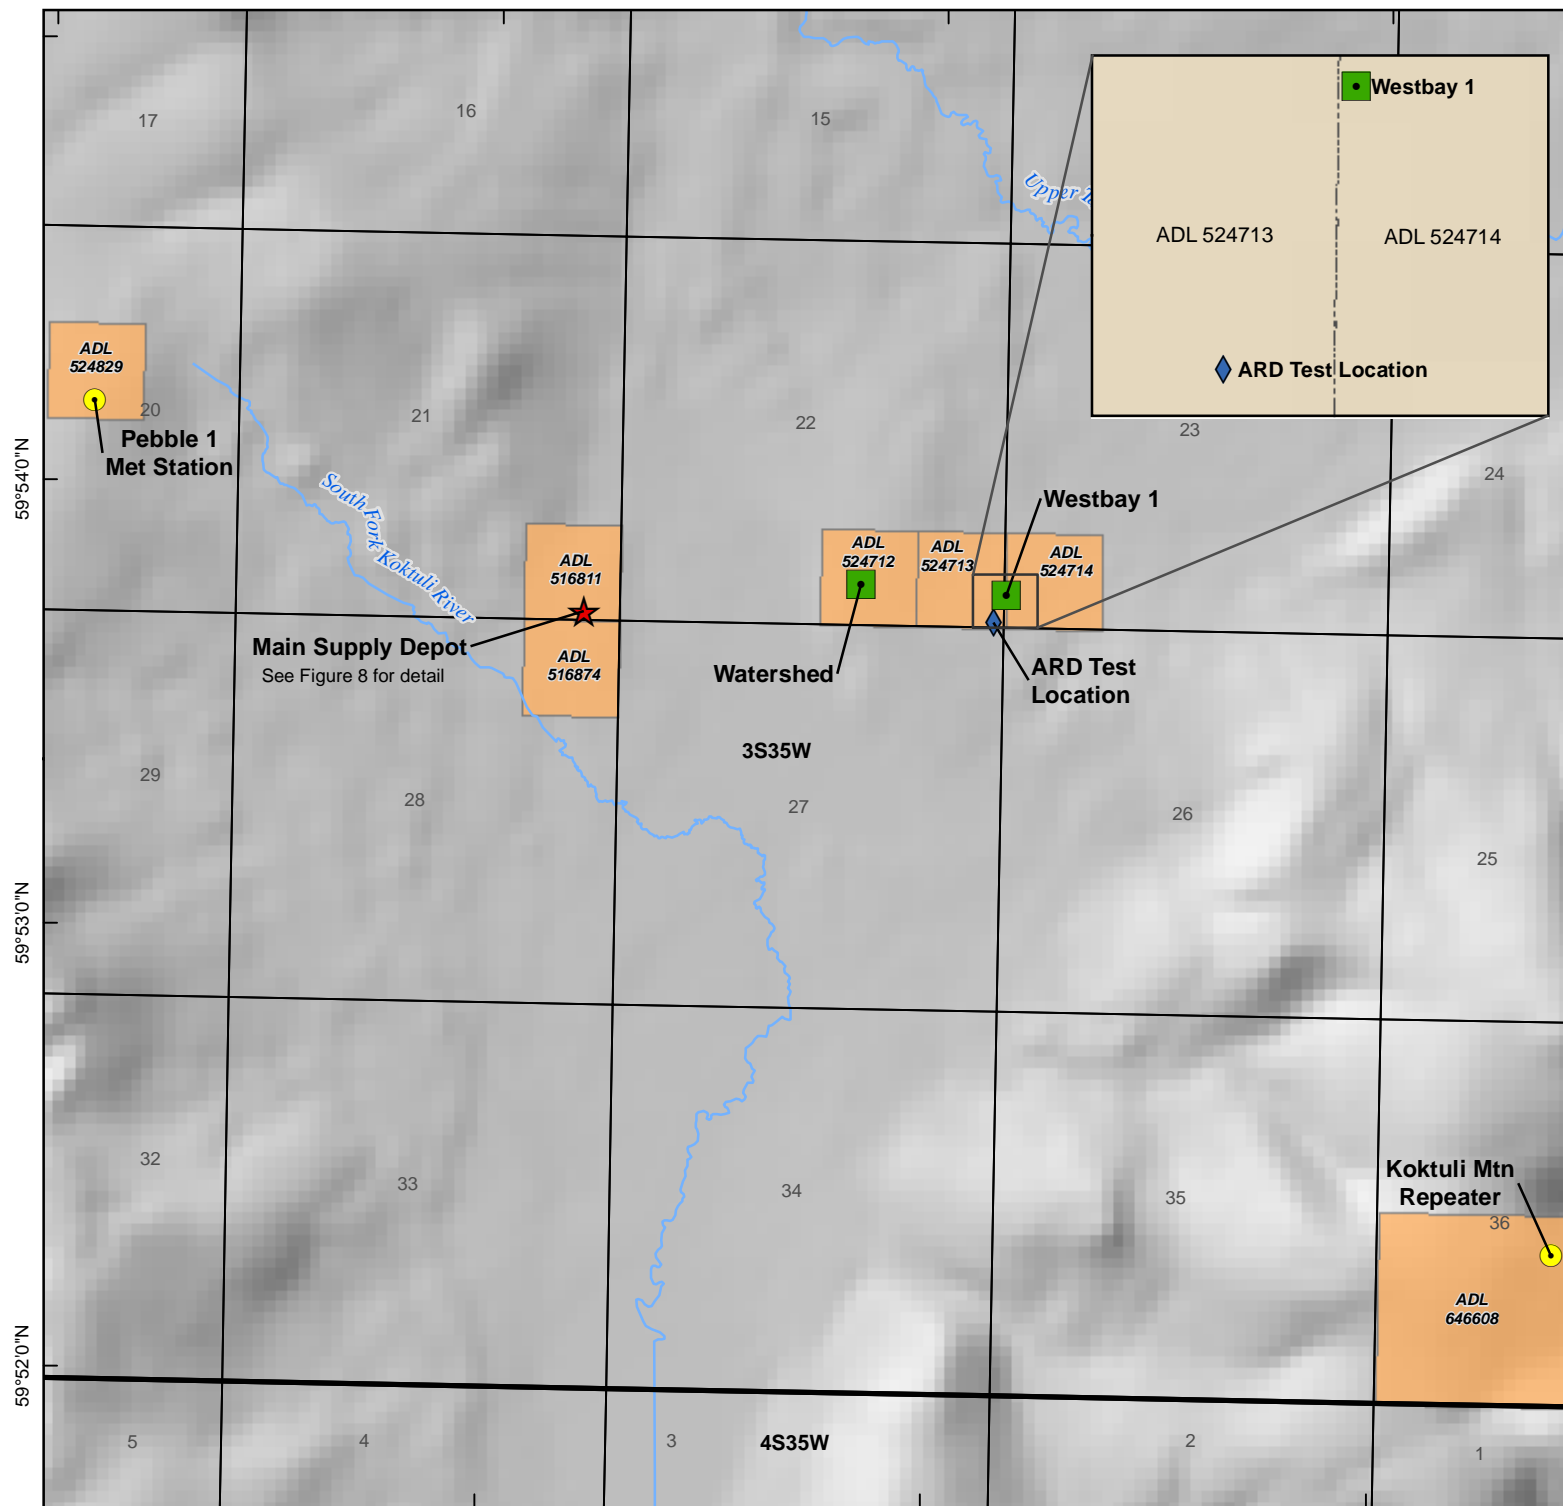 17
16
15
Westbay 1
Upper
ADL 524713
ADL 524714
ARD Test Location
ADL
524829
20
Pebble 1
Met Station
21
22
23
24
59°54'0"N
South Fork Koktuli River
ADL
516811
ADL
524712
ADL
524713
ADL
524714
Westbay 1
Main Supply Depot
See Figure 8 for detail
ADL
516874
Watershed
ARD Test
Location
3S35W
29
28
27
26
25
59°53'0"N
32
33
34
35
Koktuli Mtn
Repeater
36
ADL
646608
59°52'0"N
5
4
3
4S35W
2
1